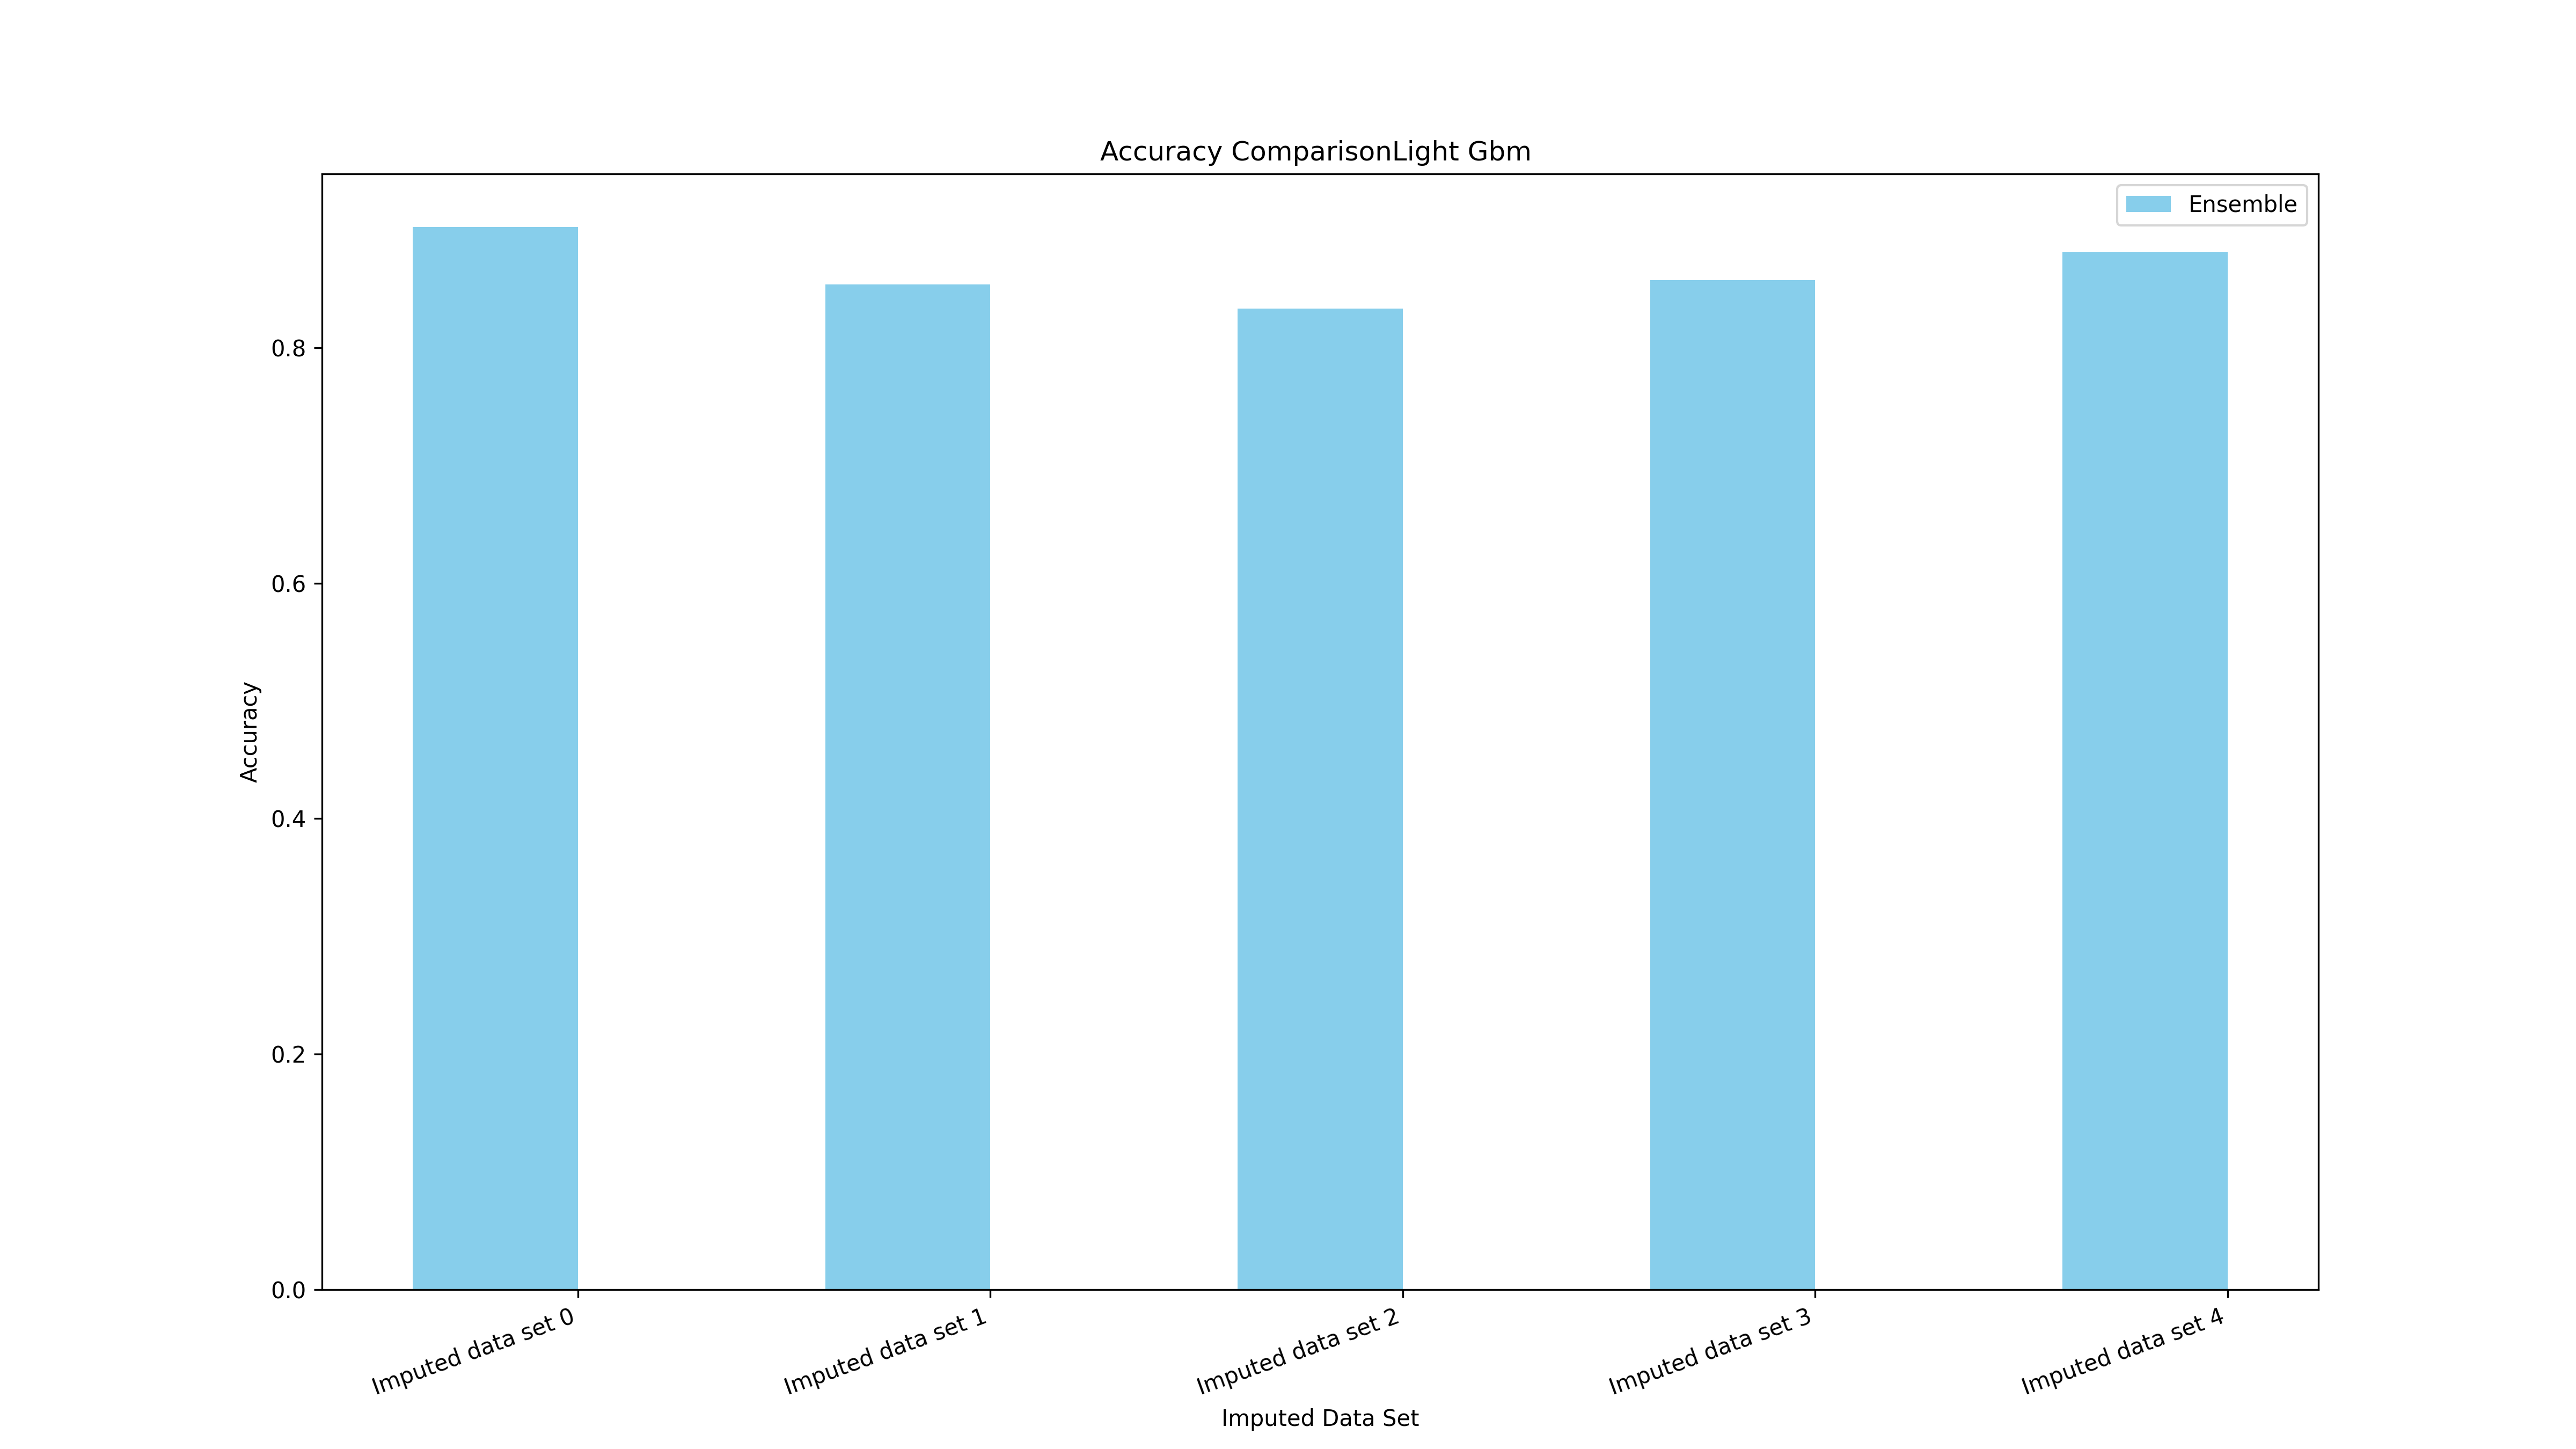 Accuracy ComparisonLight Gbm
Ensemble
0.8
0.6
0.4
0.2
0.0
Accuracy
Imputed data set 0
Imputed data set 1
Imputed data set 2
Imputed data set 3
Imputed data set 4
Imputed Data Set